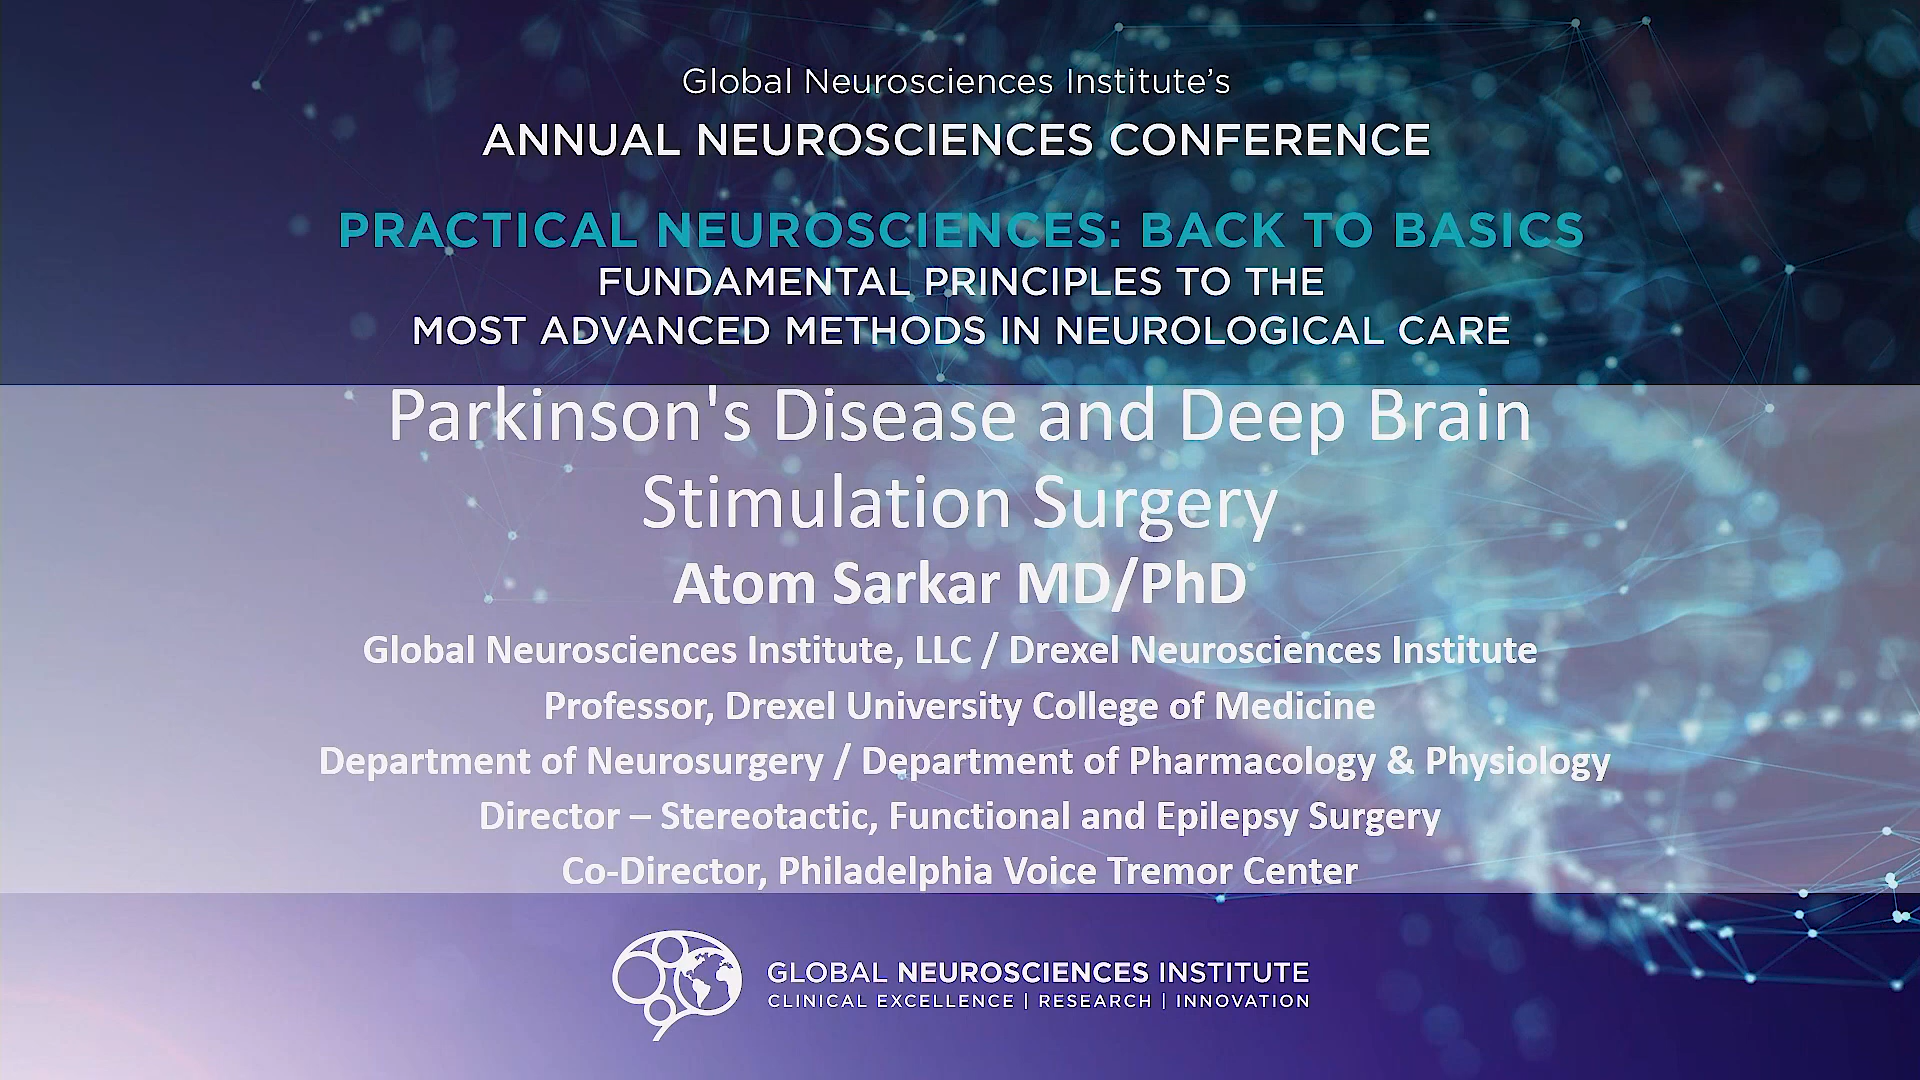 Global Neurosciences Institute’s
ANNUAL NEUROSCIENCES CONFERENCE
PRACTICAL NEUROSCIENCES: BACK TO BASICS
FUNDAMENTAL PRINCIPLES TO THE
MOST ADVANCED METHODS IN NEUROLOGICAL CARE
Parkinson's Disease and Deep Brain
Stimulation Surgery
Atom Sarkar MD/PhD
Global Neurosciences Institute, LLC / Drexel Neurosciences Institute
Professor, Drexel University College of Medicine
Department of Neurosurgery / Department of Pharmacology & Physiology
Director – Stereotactic, Functional and Epilepsy Surgery
Co-Director, Philadelphia Voice Tremor Center
GLOBAL NEUROSCIENCES INSTITUTE
CLINICAL EXCELLENCE | RESEARCH | INNOVATION